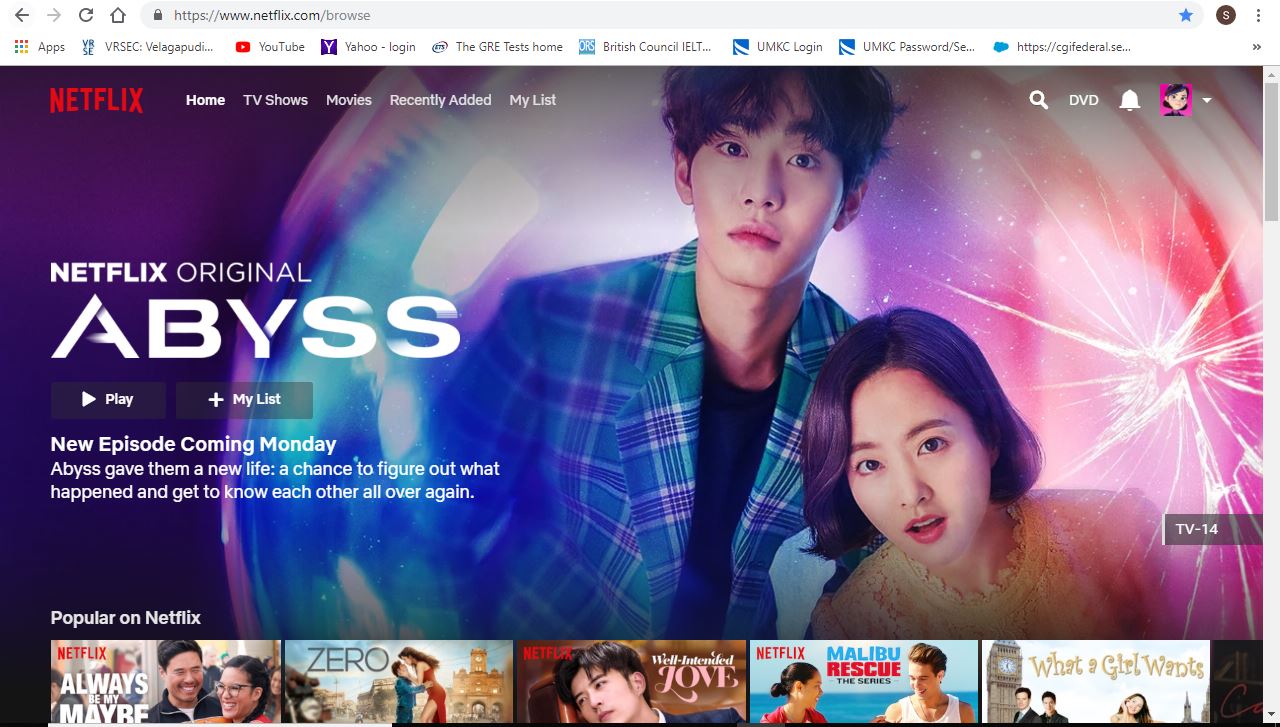 https://www.netflix.com/browse
S
Apps
VR SE
VRSEC: Velagapudi...
YouTube
Y
Yahoo - login
ETS
The GRE Tests home
ORS
British Council IELT...
UMKC Login
UMKC Password/Se...
https://cgifederal.se...
»
NETFLIX
Home
TV Shows
Movies
Recently Added
My List
DVD
NETFLIX ORIGINAL
ABYSS
Play
My List
New Episode Coming Monday
Abyss gave them a new life: a chance to figure out what
happened and get to know each other all over again.
TV-14
Popular on Netflix
NETFLIX
ALWAYS
BE MY
MAYBE
ZERO
NETFLIX
Well-Intended
LOVE
NETFLIX
MALIBU
RESCUE
THE SERIES
What a Girl Wants